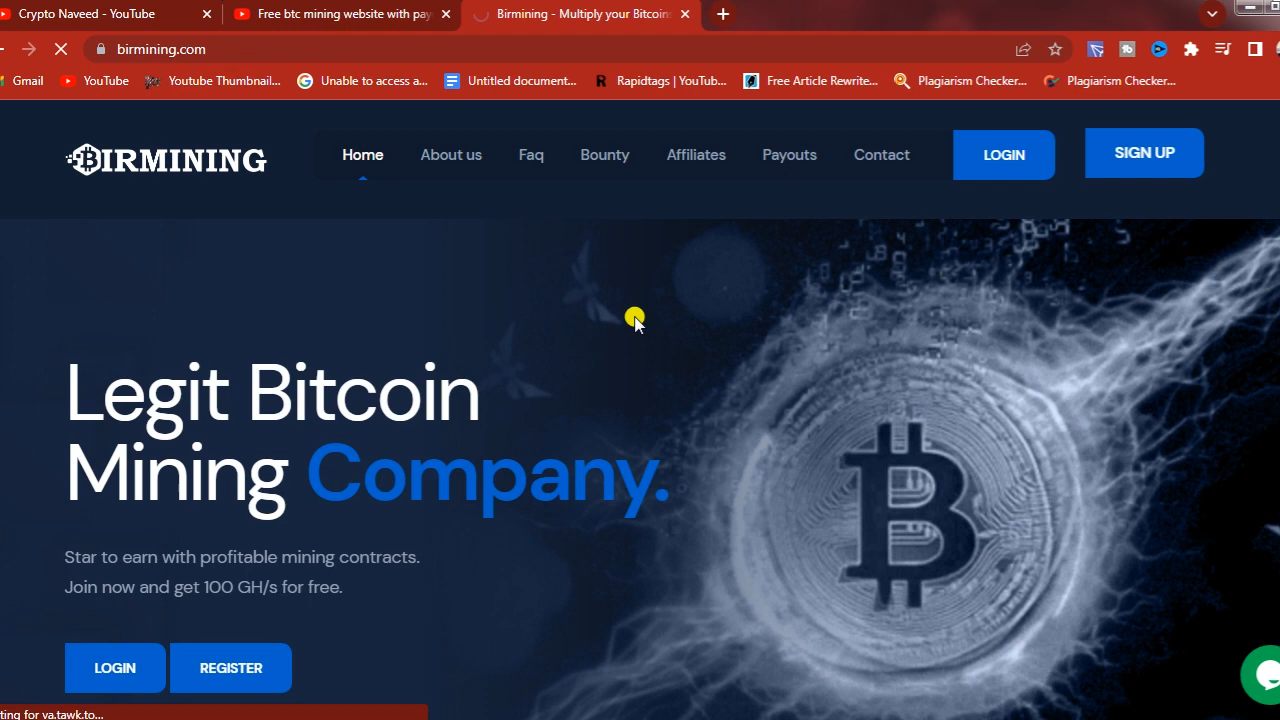 Crypto Naveed - YouTube
Free btc mining website with pay
Birmining - Multiply your Bitcoin
birmining.com
Gmail
YouTube
Youtube Thumbnail...
Unable to access a...
Untitled document...
Rapidtags | YouTub...
Free Article Rewrite...
Plagiarism Checker...
Plagiarism Checker...
BIRMINING
Home
About us
Faq
Bounty
Affiliates
Payouts
Contact
LOGIN
SIGN UP
Legit Bitcoin
Mining Company.
Star to earn with profitable mining contracts.
Join now and get 100 GH/s for free.
LOGIN
REGISTER
ting for va.tawk.to...